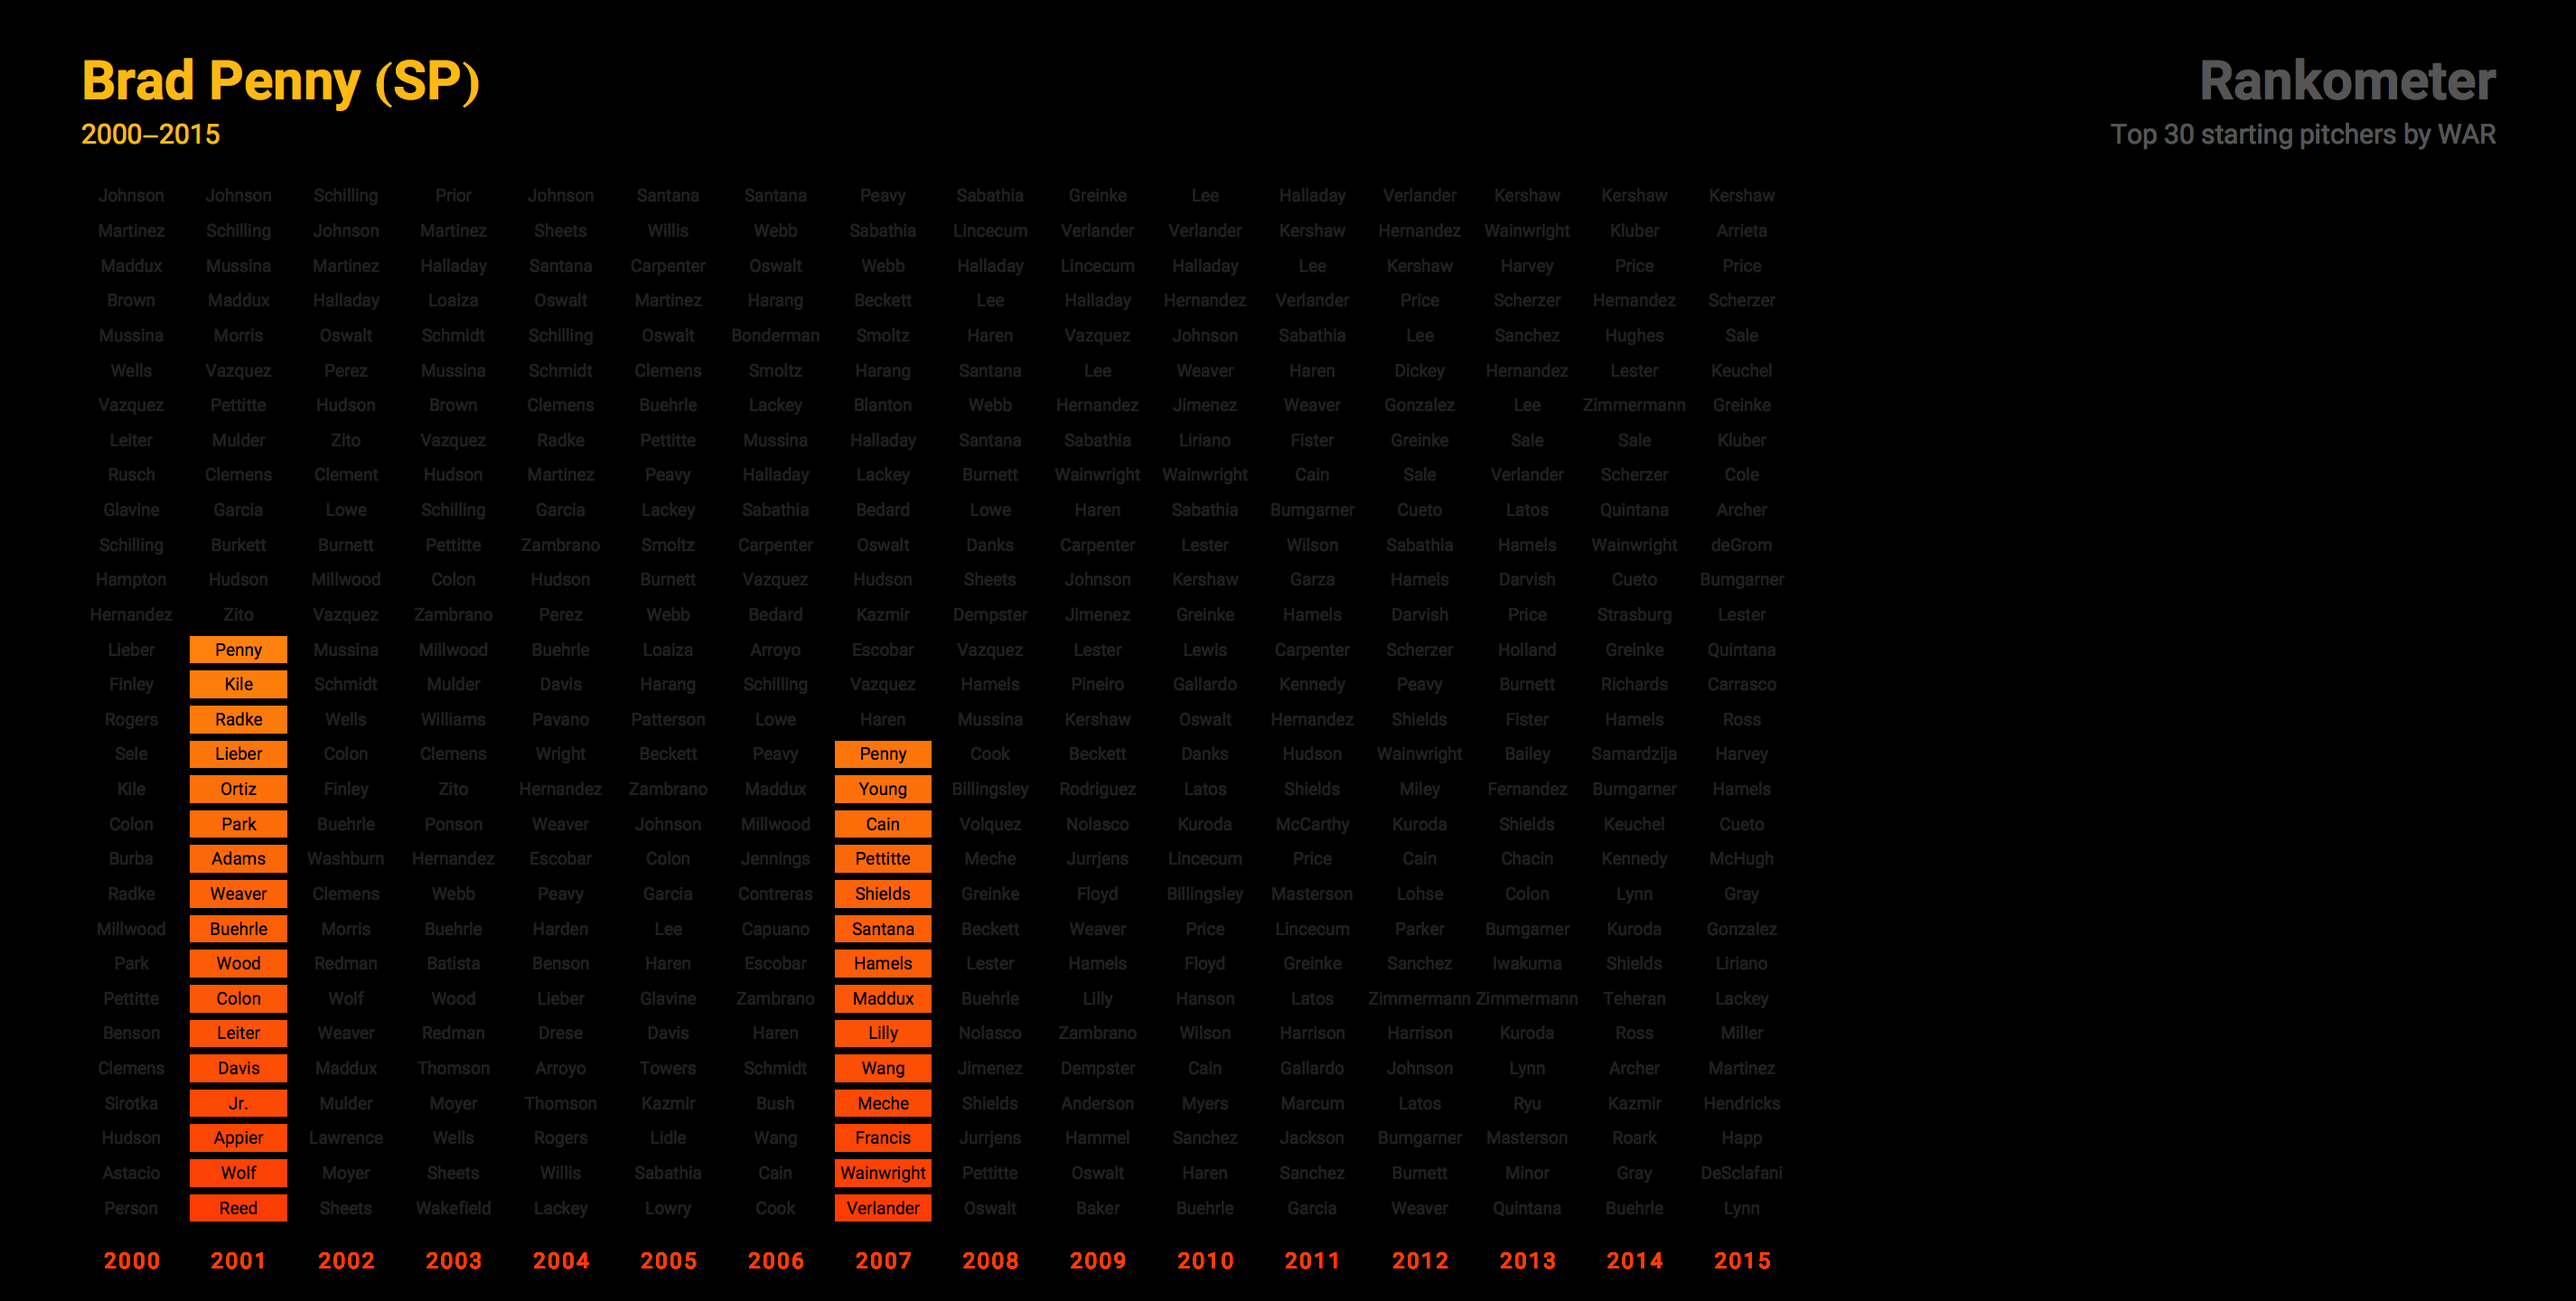 Brad Penny (SP)
2000–2015
Rankometer
Top 30 starting pitchers by WAR
Johnson Johnson Schilling Prior Johnson Santana Santana Peavy Sabathia Greinke Lee Halladay Verlander Kershaw Kershaw Kershaw
Martinez Schilling Johnson Martinez Sheets Willis Webb Sabathia Lincecum Verlander Verlander Kershaw Hernandez Wainwright Kluber Arrieta
Maddux Mussina Martinez Halladay Santana Carpenter Oswalt Webb Halladay Lincecum Halladay Lee Kershaw Harvey Price Price
Brown Maddux Halladay Loaiza Oswalt Martinez Harang Beckett Lee Halladay Hernandez Verlander Price Scherzer Hernandez Scherzer
Mussina Morris Oswalt Schmidt Schilling Oswalt Bonderman Smoltz Haren Vazquez Johnson Sabathia Lee Sanchez Hughes Sale
Wells Vazquez Perez Mussina Schmidt Clemens Smoltz Harang Santana Lee Weaver Haren Dickey Hernandez Lester Keuchel
Vazquez Pettitte Hudson Brown Clemens Buehrle Lackey Blanton Webb Hernandez Jimenez Weaver Gonzalez Lee Zimmermann Greinke
Leiter Mulder Zito Vazquez Radke Pettitte Mussina Halladay Santana Sabathia Liriano Fister Greinke Sale Sale Kluber
Rusch Clemens Clement Hudson Martinez Peavy Halladay Lackey Burnett Wainwright Wainwright Cain Sale Verlander Scherzer Cole
Glavine Garcia Lowe Schilling Garcia Lackey Sabathia Bedard Lowe Haren Sabathia Bumgarner Cueto Latos Quintana Archer
Schilling Burkett Burnett Pettitte Zambrano Smoltz Carpenter Oswalt Danks Carpenter Lester Wilson Sabathia Hamels Wainwright deGrom
Hampton Hudson Millwood Colon Hudson Burnett Vazquez Hudson Sheets Johnson Kershaw Garza Hamels Darvish Cueto Bumgarner
Hernandez Zito Vazquez Zambrano Perez Webb Bedard Kazmir Dempster Jimenez Greinke Hamels Darvish Price Strasburg Lester
Lieber Penny Mussina Millwood Buehrle Loaiza Arroyo Escobar Vazquez Lester Lewis Carpenter Scherzer Holland Greinke Quintana
Finley Kile Schmidt Mulder Davis Harang Schilling Vazquez Hamels Pineiro Gallardo Kennedy Peavy Burnett Richards Carrasco
Rogers Radke Wells Williams Pavano Patterson Lowe Haren Mussina Kershaw Oswalt Hernandez Shields Fister Hamels Ross
Sele Lieber Colon Clemens Wright Beckett Peavy Penny Cook Beckett Danks Hudson Wainwright Bailey Samardzija Harvey
Kile Ortiz Finley Zito Hernandez Zambrano Maddux Young Billingsley Rodriguez Latos Shields Miley Fernandez Bumgarner Hamels
Colon Park Buehrle Ponson Weaver Johnson Millwood Cain Volquez Nolasco Kuroda McCarthy Kuroda Shields Keuchel Cueto
Burba Adams Washburn Hernandez Escobar Colon Jennings Pettitte Meche Jurrjens Lincecum Price Cain Chacin Kennedy McHugh
Radke Weaver Clemens Webb Peavy Garcia Contreras Shields Greinke Floyd Billingsley Masterson Lohse Colon Lynn Gray
Millwood Buehrle Morris Buehrle Harden Lee Capuano Santana Beckett Weaver Price Lincecum Parker Bumgarner Kuroda Gonzalez
Park Wood Redman Batista Benson Haren Escobar Hamels Lester Hamels Floyd Greinke Sanchez Iwakuma Shields Liriano
Pettitte Colon Wolf Wood Lieber Glavine Zambrano Maddux Buehrle Lilly Hanson Latos Zimmermann Zimmermann Teheran Lackey
Benson Leiter Weaver Redman Drese Davis Haren Lilly Nolasco Zambrano Wilson Harrison Harrison Kuroda Ross Miller
Clemens Davis Maddux Thomson Arroyo Towers Schmidt Wang Jimenez Dempster Cain Gallardo Johnson Lynn Archer Martinez
Sirotka Jr. Mulder Moyer Thomson Kazmir Bush Meche Shields Anderson Myers Marcum Latos Ryu Kazmir Hendricks
Hudson Appier Lawrence Wells Rogers Lidle Wang Francis Jurrjens Hammel Sanchez Jackson Bumgarner Masterson Roark Happ
Astacio Wolf Moyer Sheets Willis Sabathia Cain Wainwright Pettitte Oswalt Haren Sanchez Burnett Minor Gray DeSclafani
Person Reed Sheets Wakefield Lackey Lowry Cook Verlander Oswalt Baker Buehrle Garcia Weaver Quintana Buehrle Lynn
2000 2001 2002 2003 2004 2005 2006 2007 2008 2009 2010 2011 2012 2013 2014 2015